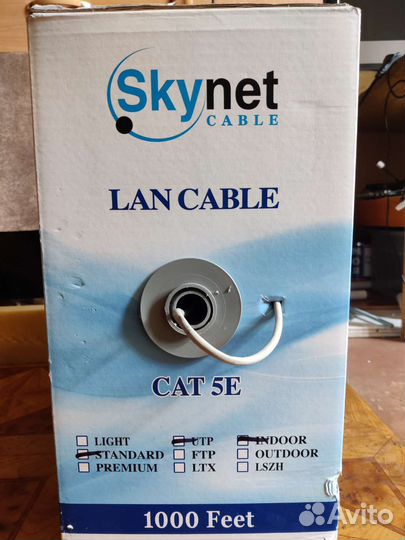 Skynet
CABLE
LAN CABLE
CAT 5E
LIGHT UTP INDOOR
STANDARD FTP OUTDOOR
PREMIUM LTX LSZH
1000 Feet
Avito